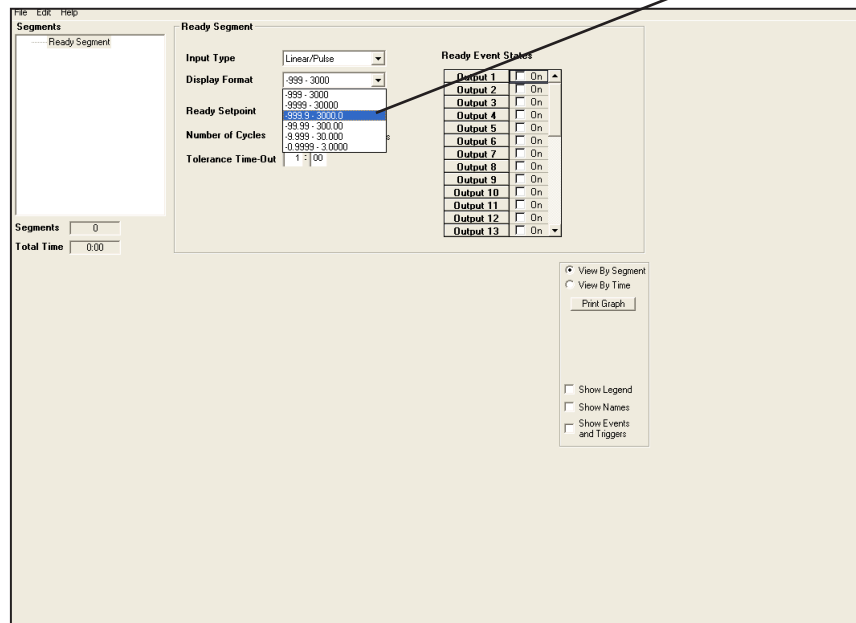 File Edit Help
Segments
Ready Segment
Segments 0
Total Time 0:00
Ready Segment
Input Type Linear/Pulse
Display Format -999 - 3000
-999 - 3000
-9999 - 30000
-999.9 - 3000.0
-99.99 - 300.00
-9.999 - 30.000
-0.9999 - 3.0000
Ready Setpoint
Number of Cycles
Tolerance Time-Out 1 : 00
Ready Event States
Output 1 On
Output 2 On
Output 3 On
Output 4 On
Output 5 On
Output 6 On
Output 7 On
Output 8 On
Output 9 On
Output 10 On
Output 11 On
Output 12 On
Output 13 On
View By Segment
View By Time
Print Graph
Show Legend
Show Names
Show Events
and Triggers